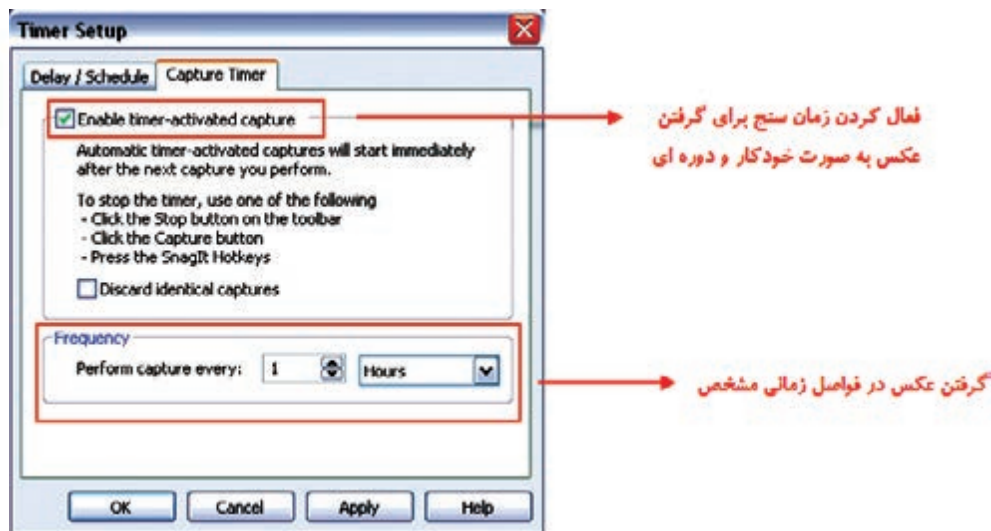 Timer Setup
Delay / Schedule
Capture Timer
Enable timer-activated capture
Automatic timer-activated captures will start immediately
after the next capture you perform.
To stop the timer, use one of the following
- Click the Stop button on the toolbar
- Click the Capture button
- Press the SnagIt Hotkeys
Discard identical captures
Frequency
Perform capture every: 1 Hours
OK Cancel Apply Help
فعال کردن زمان سنج برای گرفتن
عکس به صورت خودکار و دوره ای
گرفتن عکس در فواصل زمانی مشخص